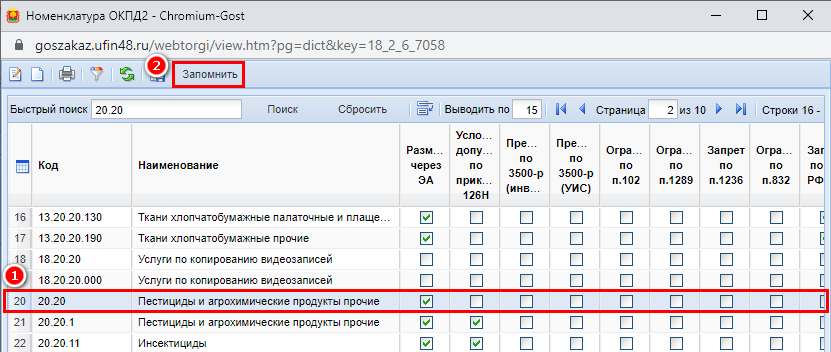 Номенклатура ОКПД2 - Chromium-Gost
goszakaz.ufin48.ru/webtorgi/view.htm?pg=dict&key=18_2_6_7058
2 Запомнить
Быстрый поиск 20.20 Поиск Сбросить Выводить по 15 Страница 2 из 10 Строки 16 -
Код Наименование Разм... через ЭА Усло... допу... по прик... 126Н Пре... по 3500-р (инв... Пре... по 3500-р (УИС) Огра... по п.102 Огра... по п.1289 Запрет по п.1236 Огра... по п.832 Зап по РФ
16 13.20.20.130 Ткани хлопчатобумажные палаточные и плаще...
17 13.20.20.190 Ткани хлопчатобумажные прочие
18 18.20.20 Услуги по копированию видеозаписей
1 18.20.20.000 Услуги по копированию видеозаписей
20 20.20 Пестициды и агрохимические продукты прочие
21 20.20.1 Пестициды и агрохимические продукты прочие
22 20.20.11 Инсектициды